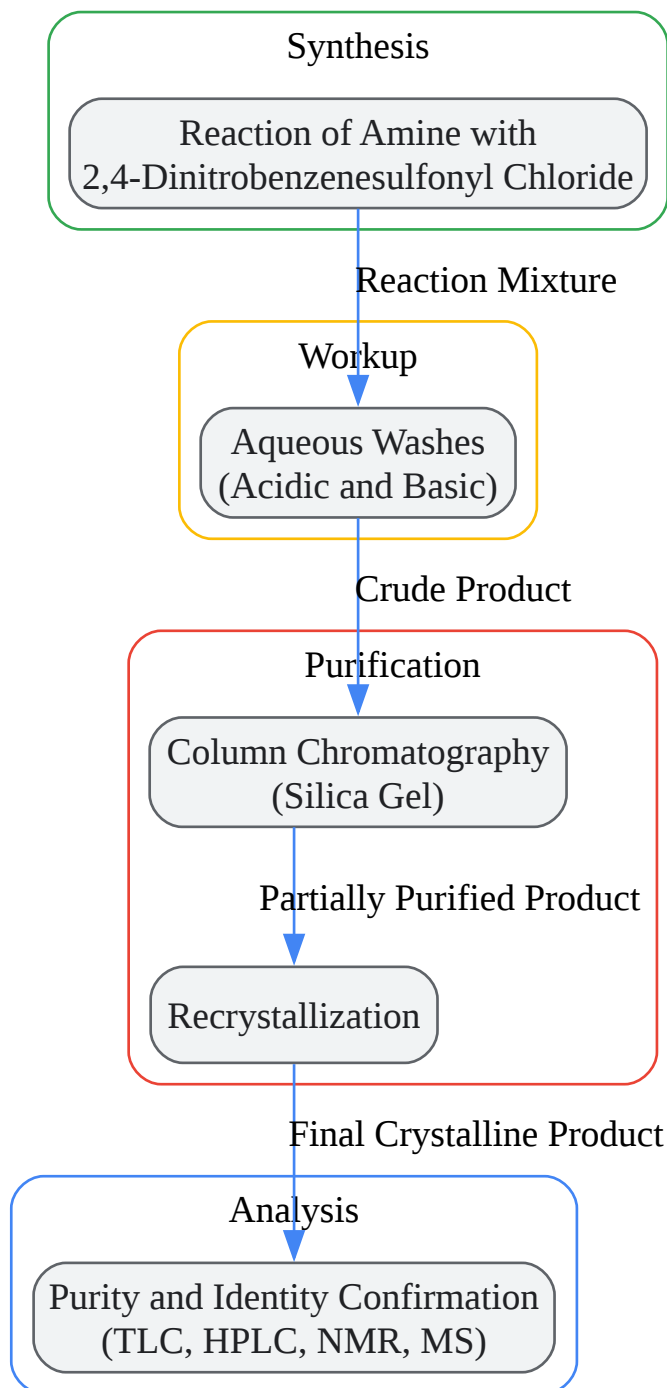 Synthesis
Reaction of Amine with
2,4-Dinitrobenzenesulfonyl Chloride
Reaction Mixture
Workup
Aqueous Washes
(Acidic and Basic)
Crude Product
Purification
Column Chromatography
(Silica Gel)
Partially Purified Product
Recrystallization
Final Crystalline Product
Analysis
Purity and Identity Confirmation
(TLC, HPLC, NMR, MS)